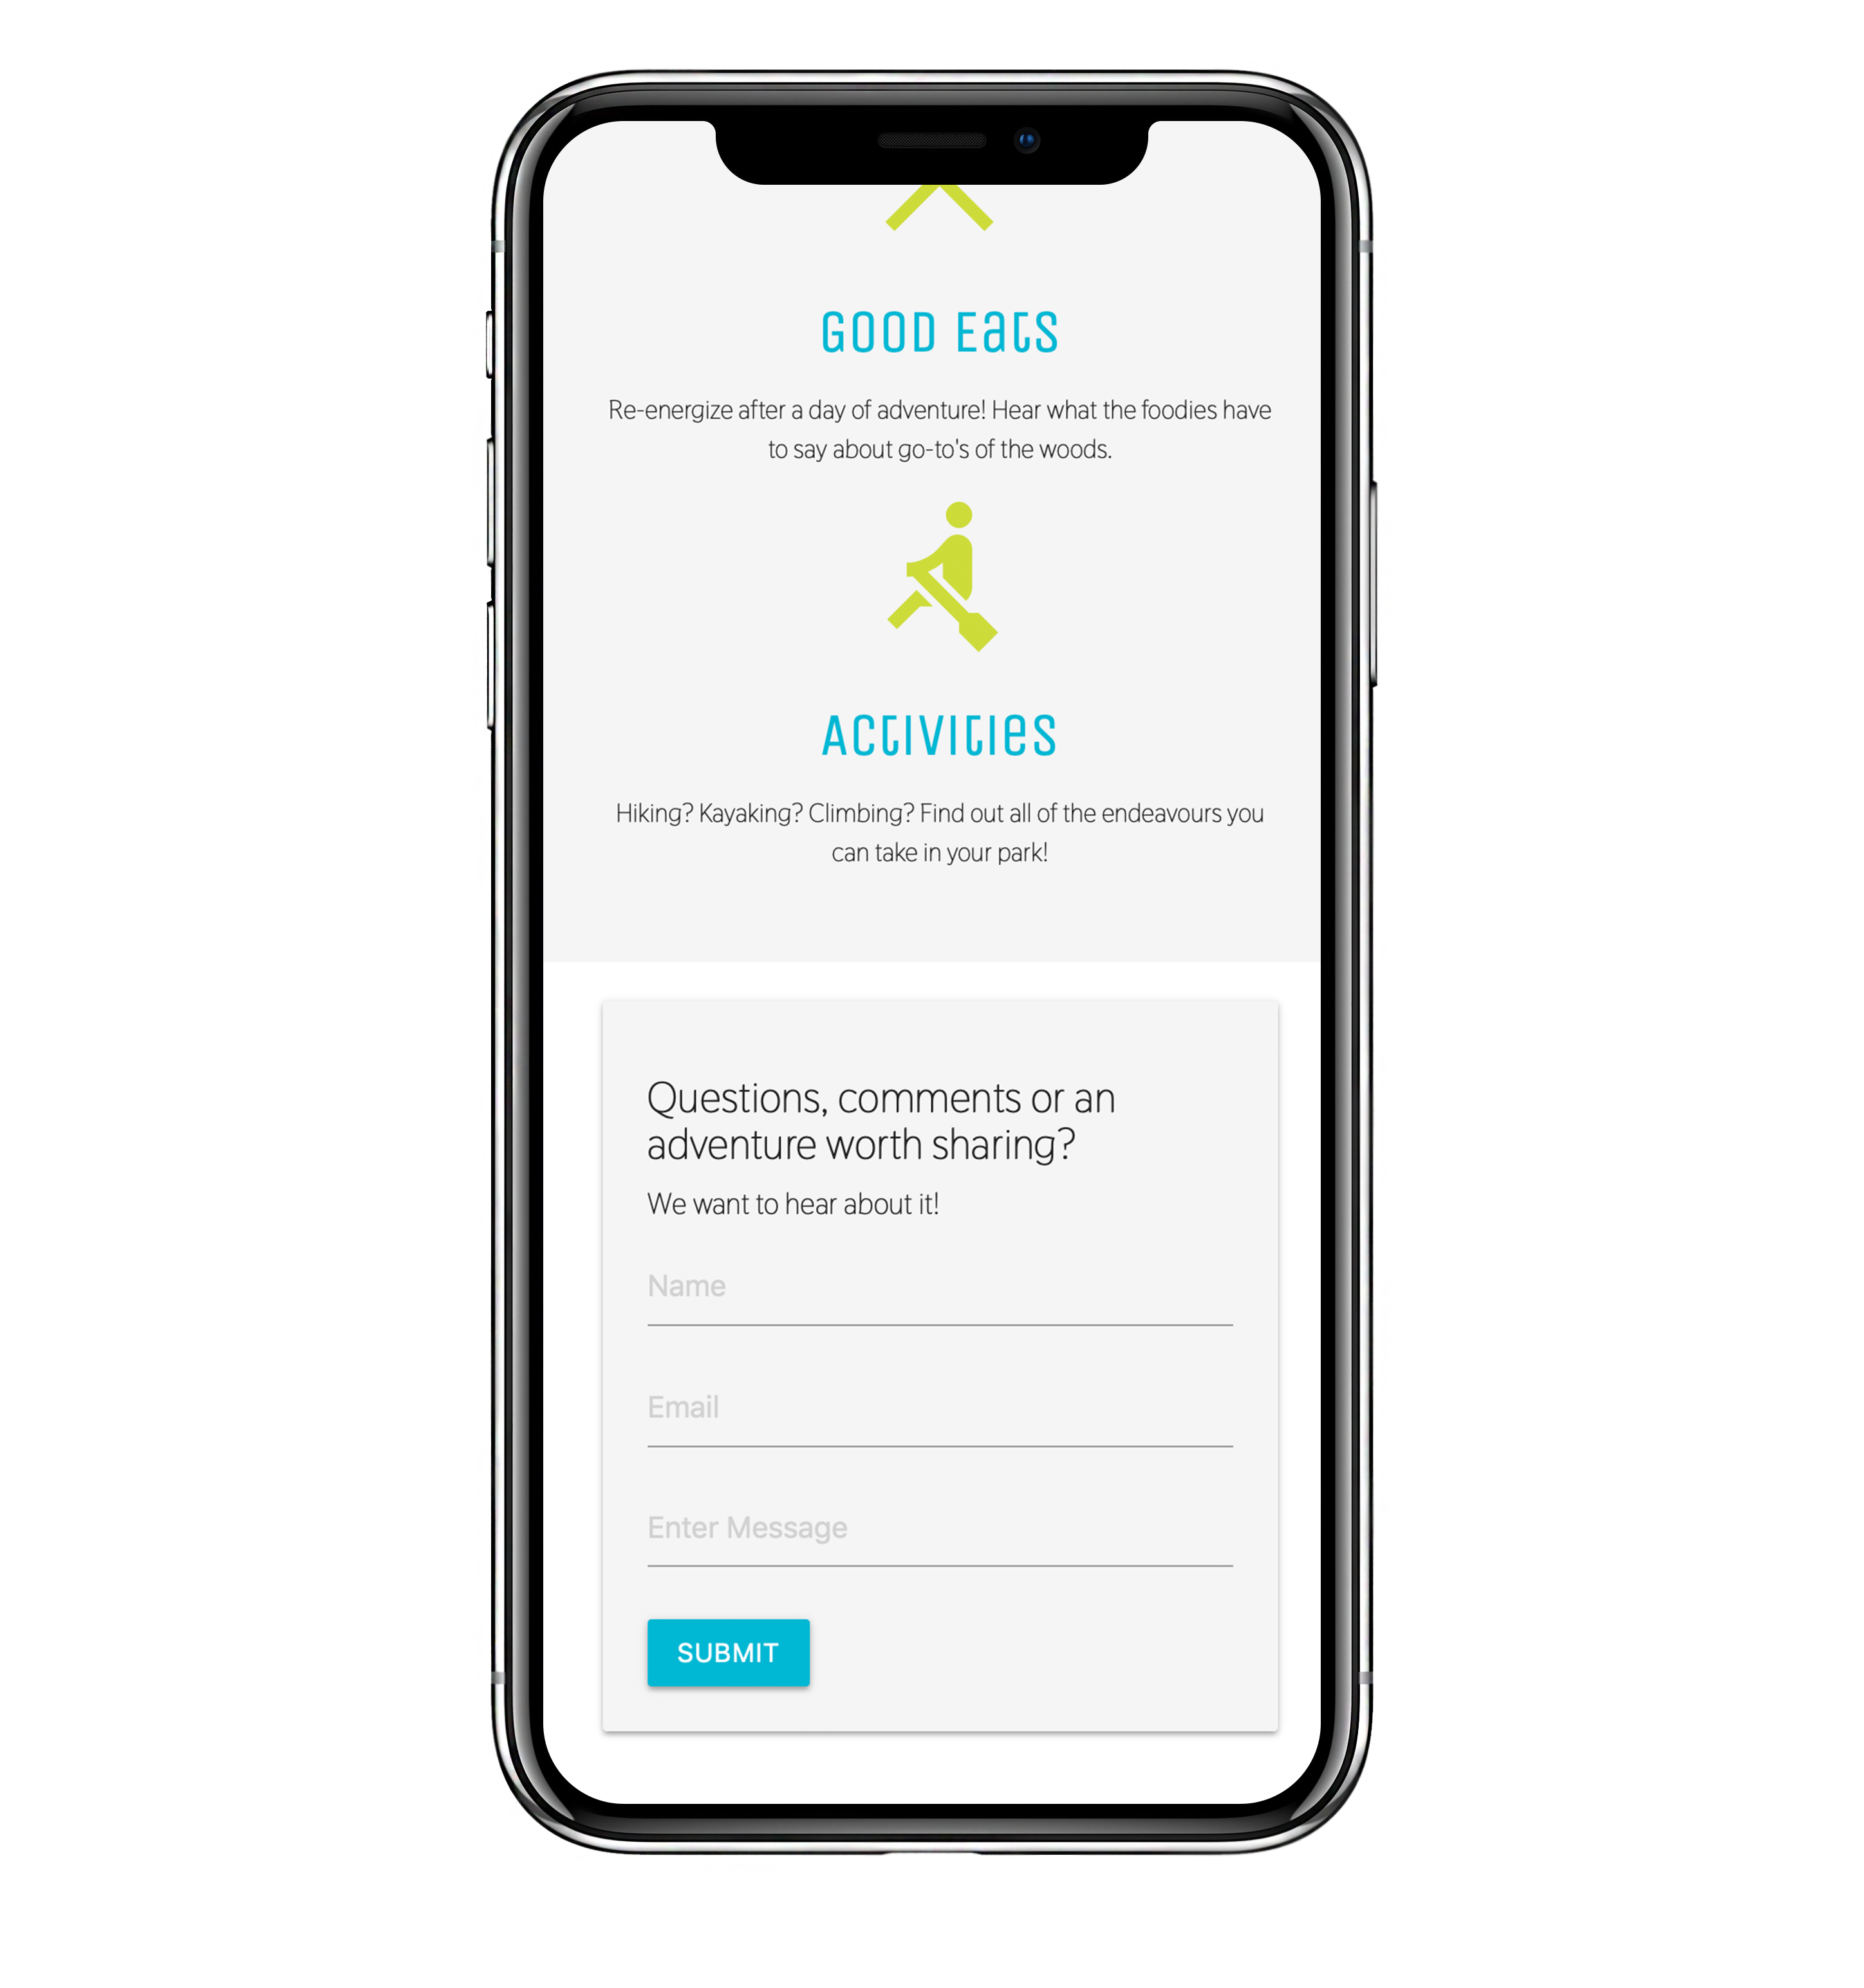 GOOD Eats
Re-energize after a day of adventure! Hear what the foodies have
to say about go-to's of the woods.
Activities
Hiking? Kayaking? Climbing? Find out all of the endeavours you
can take in your park!
Questions, comments or an
adventure worth sharing?
We want to hear about it!
Name
Email
Enter Message
SUBMIT